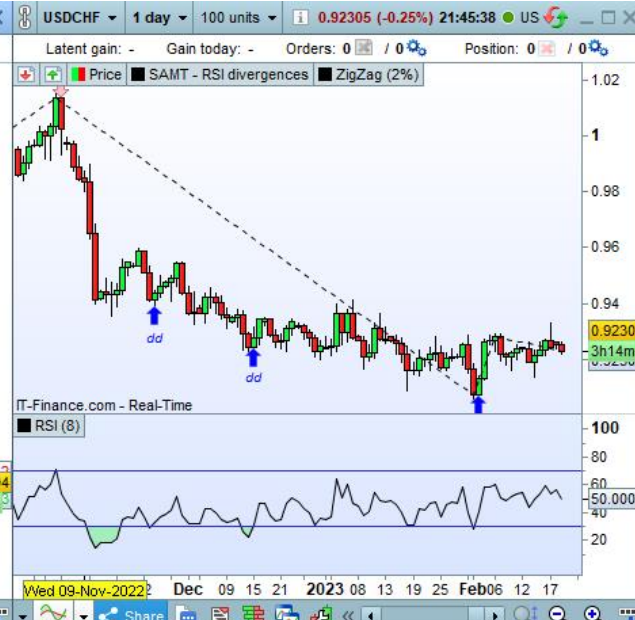 USDCHF 1 day 100 units i 0.92305 (-0.25%) 21:45:38 US
Latent gain: - Gain today: - Orders: 0 / 0 Position: 0 / 0
Price SAMT - RSI divergences ZigZag (2%)
1.02
1
0.98
0.96
0.94
0.9230
3h14m
dd
dd
IT-Finance.com - Real-Time
RSI (8)
100
80
60
50.000
40
20
Wed 09-Nov-2022 Dec 09 15 21 2023 08 13 19 25 Feb 06 12 17
Share